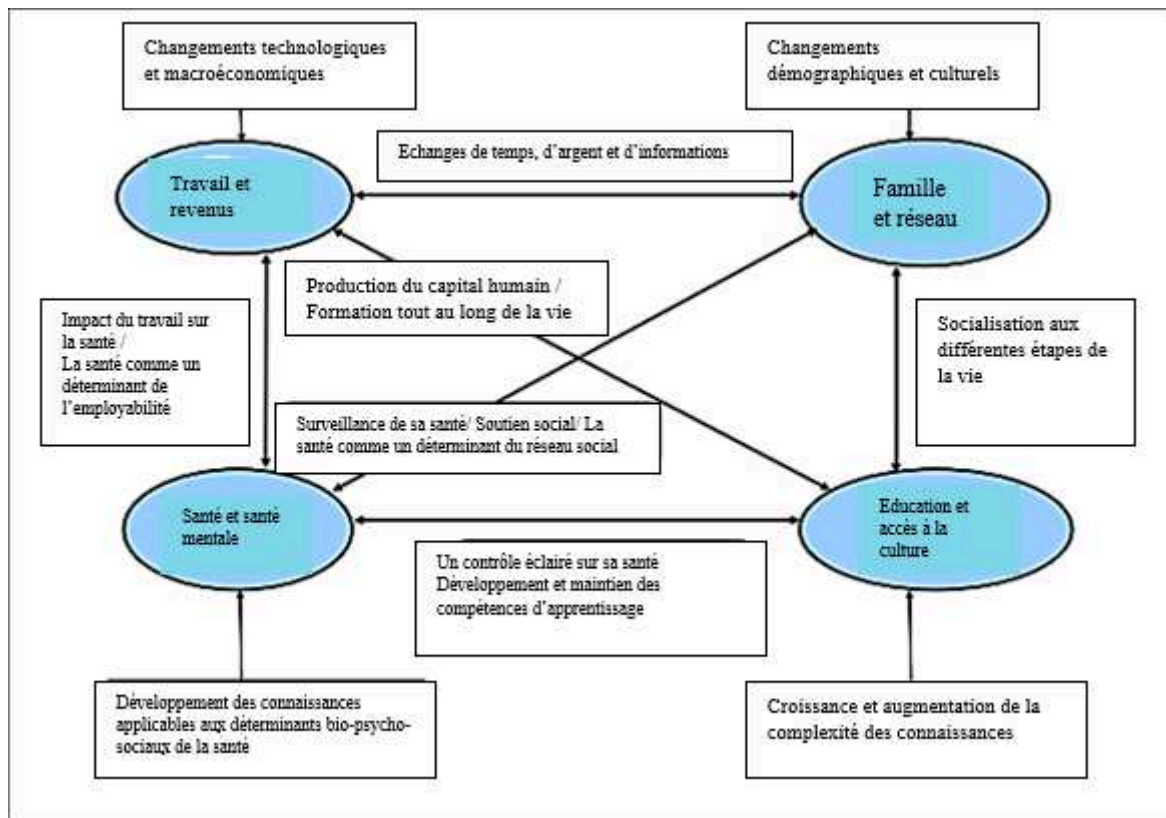 Changements technologiques
et macroéconomiques
Changements
démographiques et culturels
Echanges de temps, d'argent et d'informations
Travail et
revenus
Famille
et réseau
Production du capital humain /
Formation tout au long de la vie
Impact du travail sur
la santé /
La santé comme un
déterminant de
l'employabilité
Socialisation aux
différentes étapes de
la vie
Surveillance de sa santé/ Soutien social/ La
santé comme un déterminant du réseau social
Santé et santé
mentale
Education et
accès à la
culture
Un contrôle éclairé sur sa santé
Développement et maintien des
compétences d'apprentissage
Développement des connaissances
applicables aux déterminants bio-psycho-
sociaux de la santé
Croissance et augmentation de la
complexité des connaissances